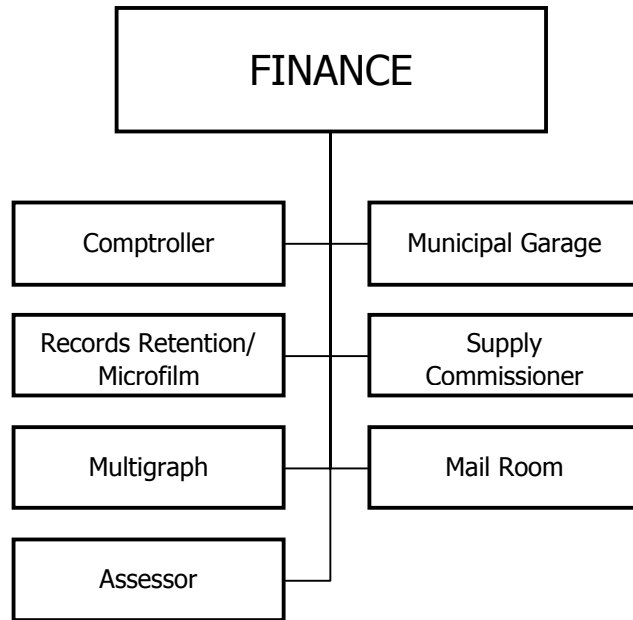 FINANCE
Comptroller
Municipal Garage
Records Retention/
Microfilm
Supply
Commissioner
Multigraph
Mail Room
Assessor